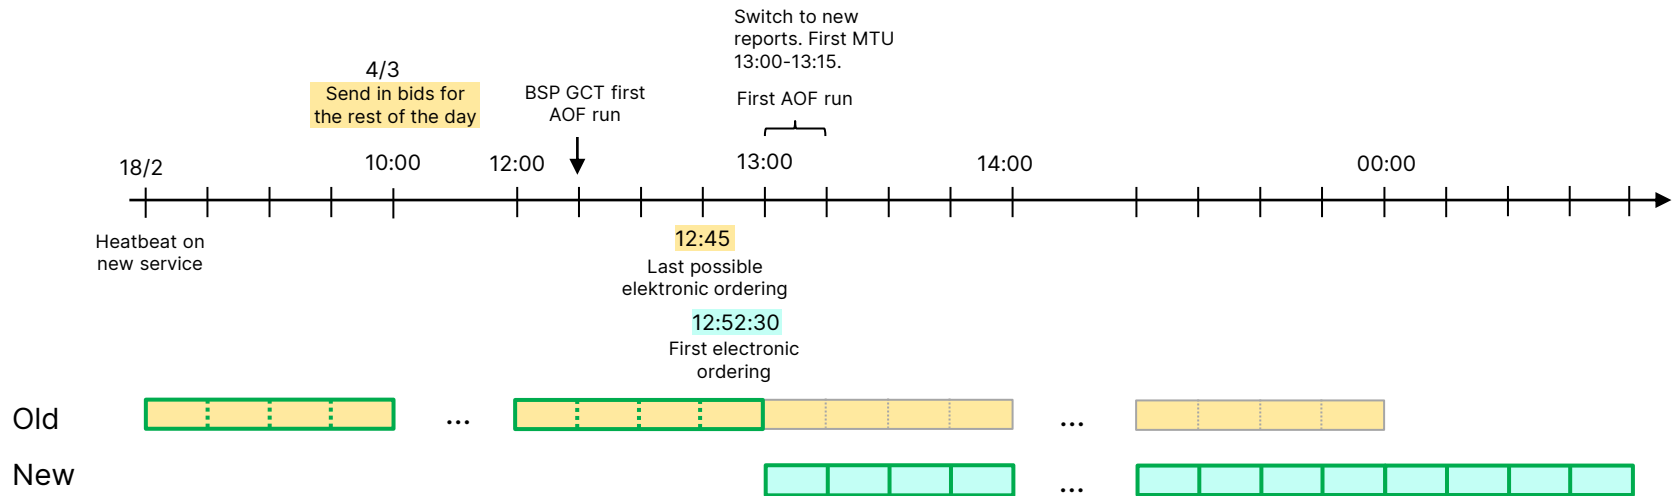 Switch to new
reports. First MTU
13:00-13:15.
4/3
Send in bids for
the rest of the day
BSP GCT first
AOF run
First AOF run
18/2
10:00
12:00
13:00
14:00
00:00
Heatbeat on
new service
12:45
Last possible
elektronic ordering
12:52:30
First electronic
ordering
Old
...
...
New
...